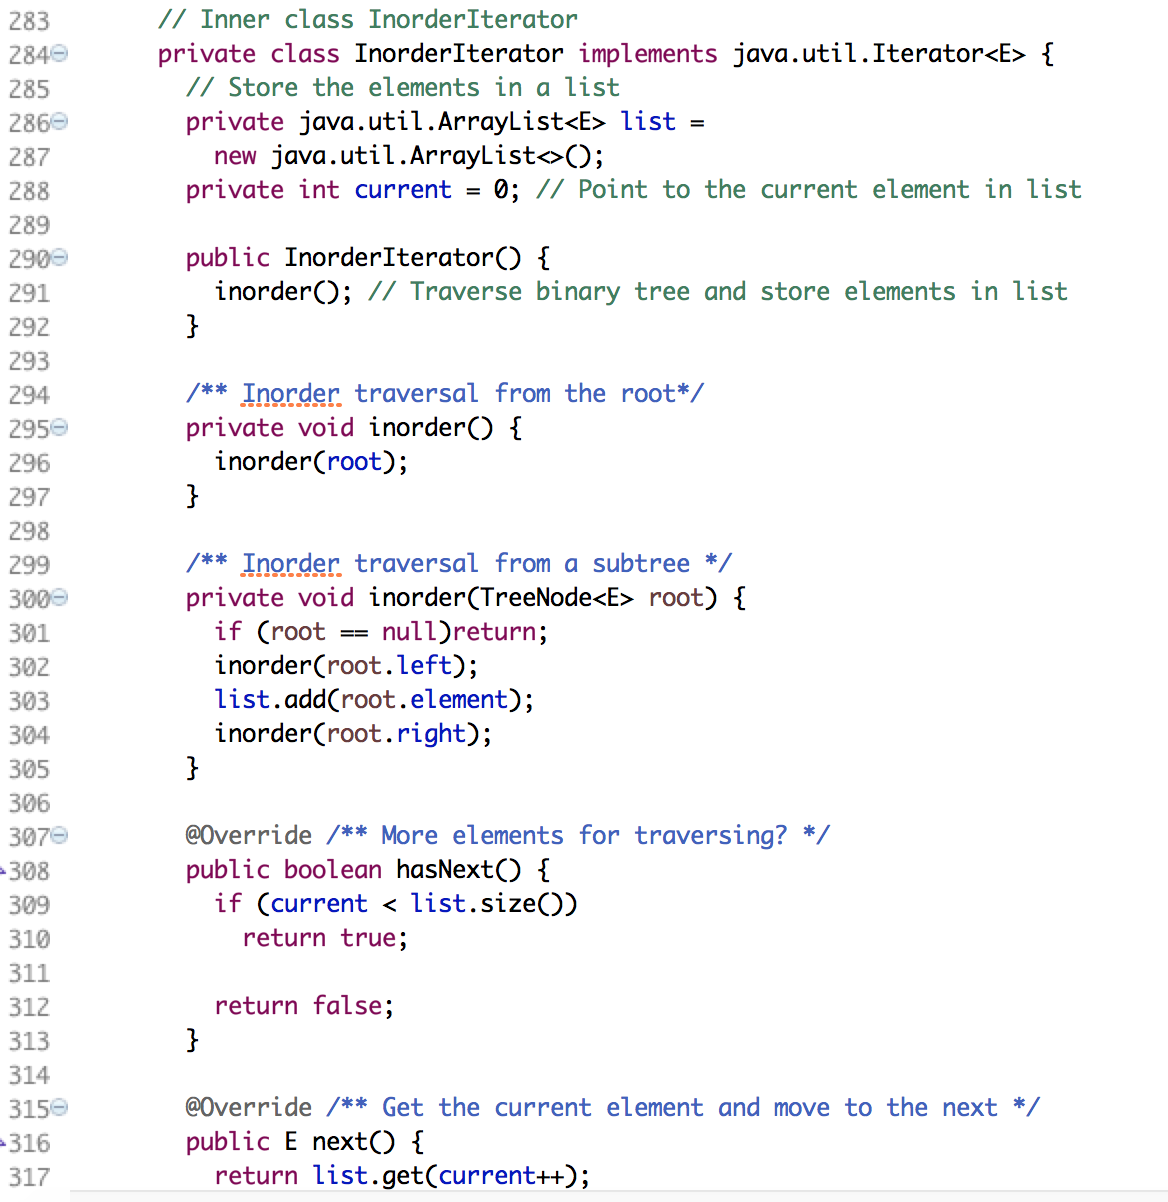 283 // Inner class InorderIterator
284 private class InorderIterator implements java.util.Iterator<E> {
285 // Store the elements in a list
286 private java.util.ArrayList<E> list =
287 new java.util.ArrayList<>();
288 private int current = 0; // Point to the current element in list
289
290 public InorderIterator() {
291 inorder(); // Traverse binary tree and store elements in list
292 }
293
294 /** Inorder traversal from the root*/
295 private void inorder() {
296 inorder(root);
297 }
298
299 /** Inorder traversal from a subtree */
300 private void inorder(TreeNode<E> root) {
301 if (root == null)return;
302 inorder(root.left);
303 list.add(root.element);
304 inorder(root.right);
305 }
306
307 @Override /** More elements for traversing? */
308 public boolean hasNext() {
309 if (current < list.size())
310 return true;
311
312 return false;
313 }
314
315 @Override /** Get the current element and move to the next */
316 public E next() {
317 return list.get(current++);